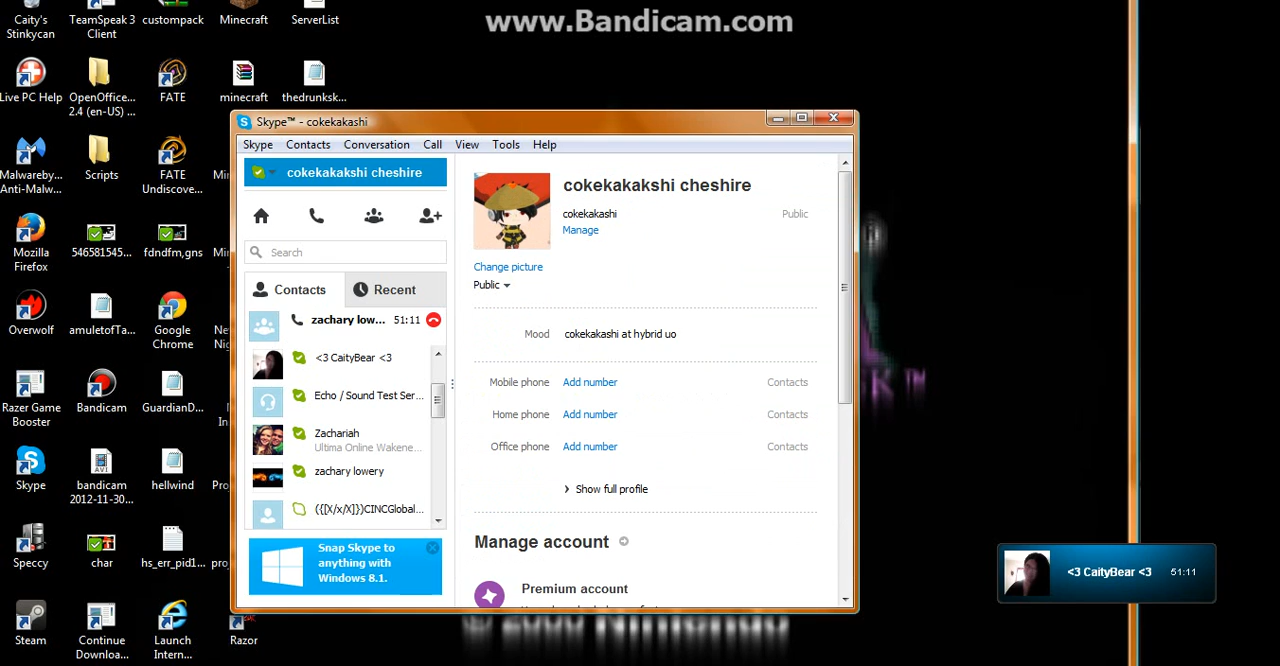 www.Bandicam.com
Caity's
Stinkycan
TeamSpeak 3
Client
custompack
Minecraft
ServerList
Live PC Help
OpenOffice...
2.4 (en-US) ...
FATE
minecraft
thedrunksk...
Malwareby...
Anti-Malw...
Scripts
FATE
Undiscove...
Mozilla
Firefox
546581545...
fdndfm,gns
Overwolf
amuletofTa...
Google
Chrome
Razer Game
Booster
Bandicam
GuardianD...
Skype
bandicam
2012-11-30...
hellwind
Speccy
char
hs_err_pid1...
Steam
Continue
Downloa...
Launch
Intern...
Razor
Skype™ - cokekakashi
Skype Contacts Conversation Call View Tools Help
cokekakakshi cheshire
Search
Contacts Recent
zachary low... 51:11
<3 CaityBear <3
Echo / Sound Test Ser...
Zachariah
Ultima Online Wakene...
zachary lowery
({[X/x/X]})CINCGlobal...
Snap Skype to
anything with
Windows 8.1.
cokekakakshi cheshire
cokekakashi Public
Manage
Change picture
Public
Mood cokekakashi at hybrid uo
Mobile phone Add number Contacts
Home phone Add number Contacts
Office phone Add number Contacts
Show full profile
Manage account
Premium account
<3 CaityBear <3 51:11
Nintendo